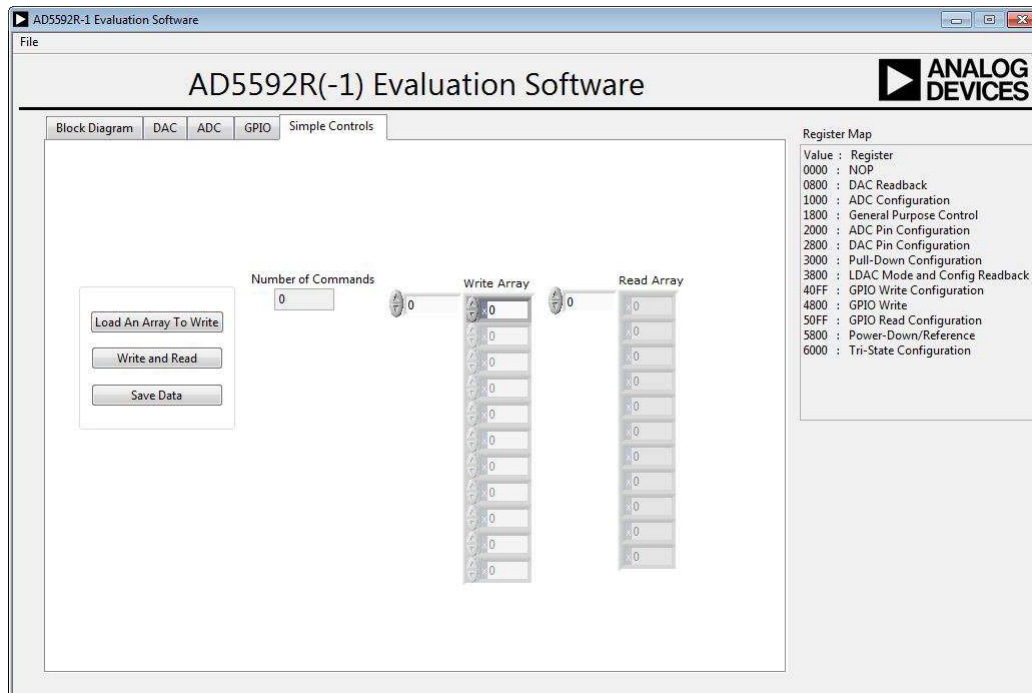 AD5592R-1 Evaluation Software
File
AD5592R(-1) Evaluation Software
ANALOG
DEVICES
Block Diagram DAC ADC GPIO Simple Controls
Register Map
Value : Register
0000 : NOP
0800 : DAC Readback
1000 : ADC Configuration
1800 : General Purpose Control
2000 : ADC Pin Configuration
2800 : DAC Pin Configuration
3000 : Pull-Down Configuration
3800 : LDAC Mode and Config Readback
40FF : GPIO Write Configuration
4800 : GPIO Write
50FF : GPIO Read Configuration
5800 : Power-Down/Reference
6000 : Tri-State Configuration
Load An Array To Write
Write and Read
Save Data
Number of Commands
0
Write Array
0
x 0
x 0
x 0
x 0
x 0
x 0
x 0
x 0
x 0
x 0
x 0
Read Array
0
x 0
x 0
x 0
x 0
x 0
x 0
x 0
x 0
x 0
x 0
x 0